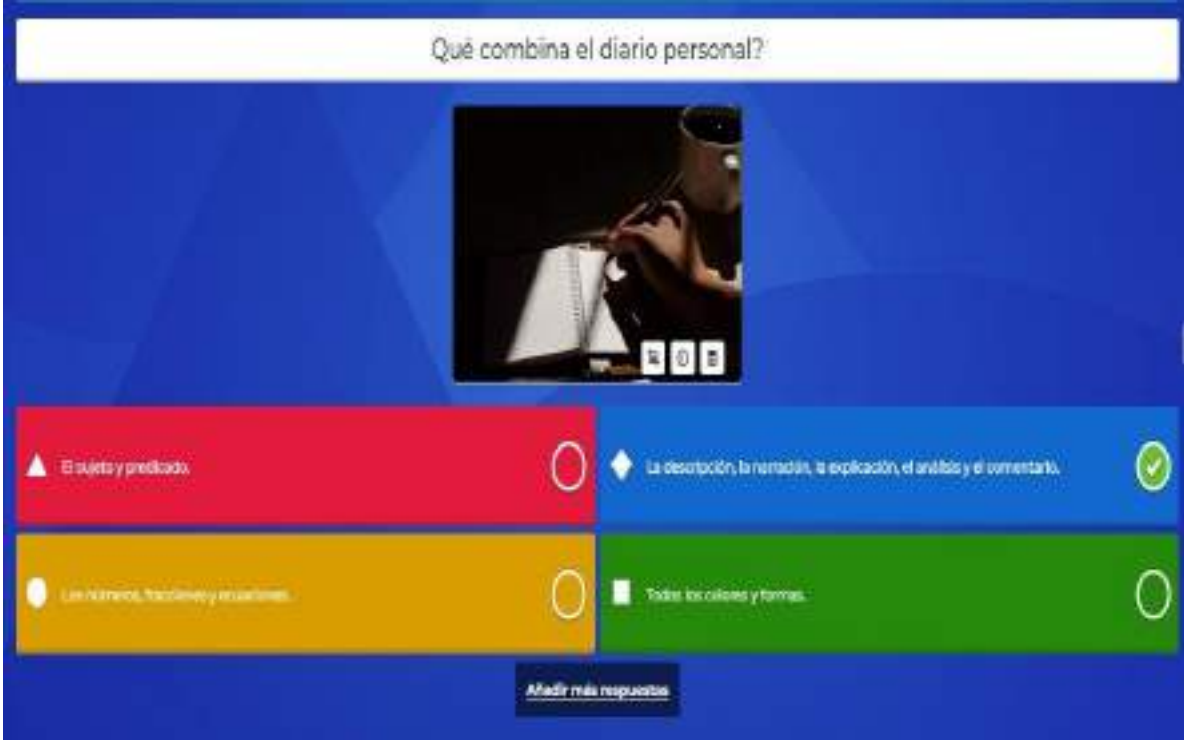 Qué combina el diario personal?
El sujeto y predicado.
La descripción, la narración, la explicación, el análisis y el comentario.
Los números, fracciones y ecuaciones.
Todos los colores y formas.
Añadir más respuestas